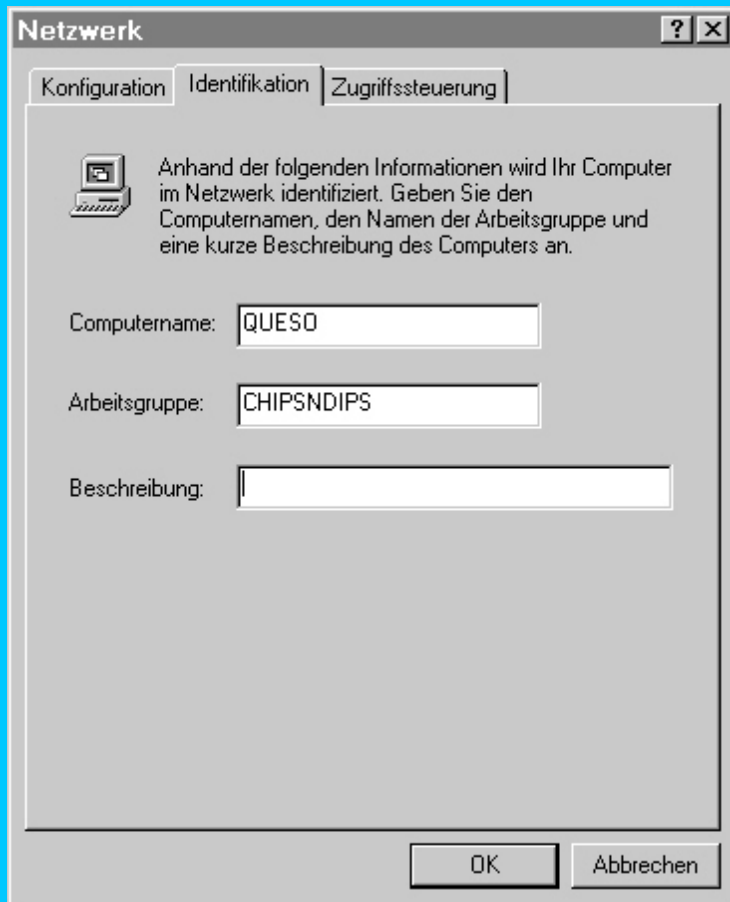 Netzwerk
Konfiguration Identifikation Zugriffssteuerung
Anhand der folgenden Informationen wird Ihr Computer
im Netzwerk identifiziert. Geben Sie den
Computernamen, den Namen der Arbeitsgruppe und
eine kurze Beschreibung des Computers an.
Computername: QUESO
Arbeitsgruppe: CHIPSNDIPS
Beschreibung:
OK Abbrechen